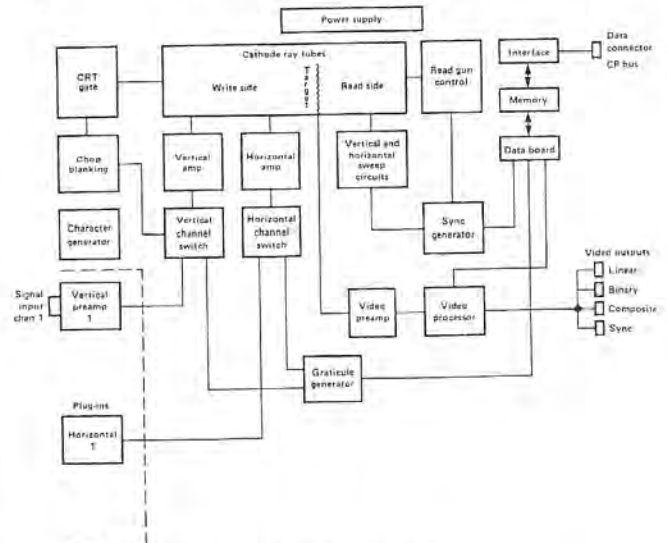 Power supply
Cathode ray tubes
Write side
Target
Read side
CRT
gate
Read gun
control
Interface
Data
connector
CP bus
Memory
Data board
Chop
blanking
Vertical
amp
Horizontal
amp
Vertical and
horizontal
sweep
circuits
Character
generator
Vertical
channel
switch
Horizontal
channel
switch
Sync
generator
Video outputs
Linear
Binary
Composite
Sync
Signal
input
chan 1
Vertical
preamp
1
Video
preamp
Video
processor
Graticule
generator
Plug-ins
Horizontal
1